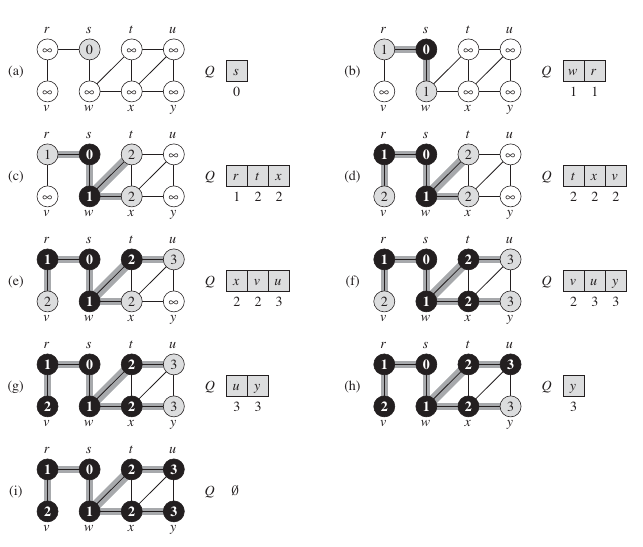 r s t u
(a) ∞ 0 ∞ ∞ Q s
∞ ∞ ∞ ∞ 0
v w x y
r s t u
(b) 1 0 ∞ ∞ Q w r
∞ 1 ∞ ∞ 1 1
v w x y
r s t u
(c) 1 0 2 ∞ Q r t x
∞ 1 2 ∞ 1 2 2
v w x y
r s t u
(d) 1 0 2 ∞ Q t x v
2 1 2 ∞ 2 2 2
v w x y
r s t u
(e) 1 0 2 3 Q x v u
2 1 2 ∞ 2 2 3
v w x y
r s t u
(f) 1 0 2 3 Q v u y
2 1 2 3 2 3 3
v w x y
r s t u
(g) 1 0 2 3 Q u y
2 1 2 3 3 3
v w x y
r s t u
(h) 1 0 2 3 Q y
2 1 2 3 3
v w x y
r s t u
(i) 1 0 2 3 Q ∅
2 1 2 3
v w x y